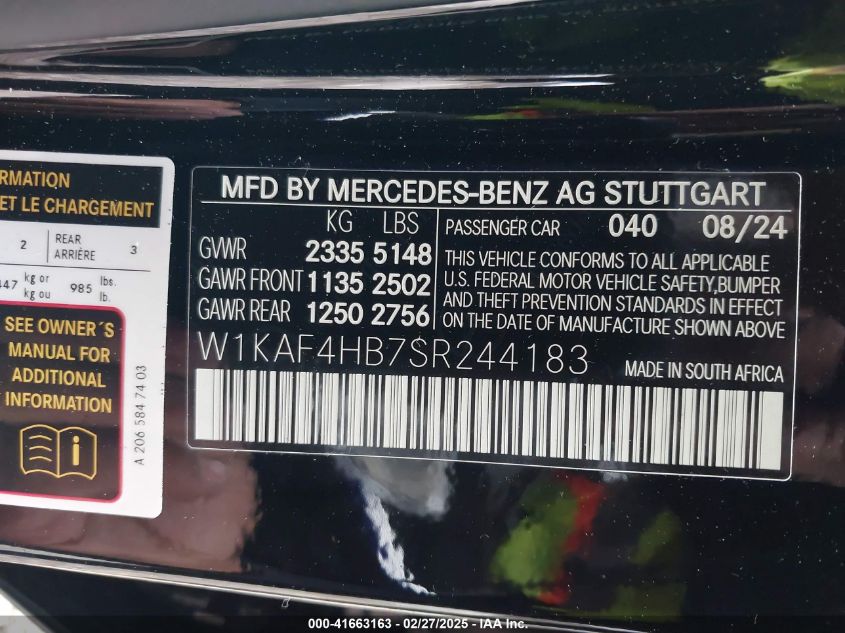 RMATION
ET LE CHARGEMENT
2 REAR ARRIÈRE 3
447 kg or kg ou 985 lbs. lb.
SEE OWNER´S
MANUAL FOR
ADDITIONAL
INFORMATION
A 206 584 74 03
MFD BY MERCEDES-BENZ AG STUTTGART
KG LBS
GVWR 2335 5148
GAWR FRONT 1135 2502
GAWR REAR 1250 2756
PASSENGER CAR 040 08/24
THIS VEHICLE CONFORMS TO ALL APPLICABLE
U.S. FEDERAL MOTOR VEHICLE SAFETY,BUMPER
AND THEFT PREVENTION STANDARDS IN EFFECT
ON THE DATE OF MANUFACTURE SHOWN ABOVE
W1KAF4HB7SR244183
MADE IN SOUTH AFRICA
000-41663163 - 02/27/2025 - IAA Inc.